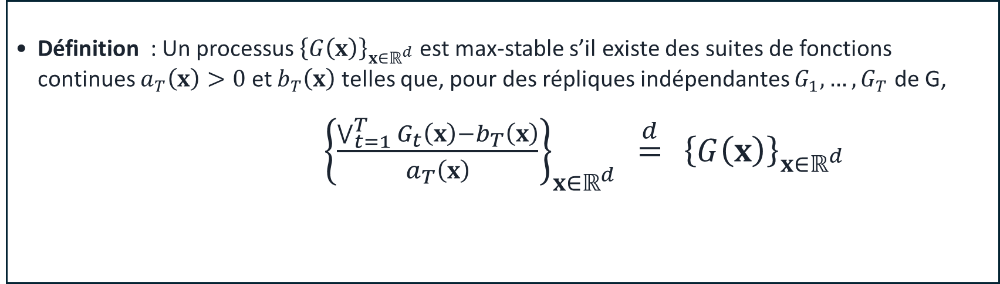 • Définition : Un processus {G(𝐱)}_{𝐱∈ℝ^d} est max-stable s’il existe des suites de fonctions
continues a_T(𝐱) > 0 et b_T(𝐱) telles que, pour des répliques indépendantes G_1, … , G_T de G,
{(⋁_{t=1}^{T} G_t(𝐱)−b_T(𝐱))/(a_T(𝐱))}_{𝐱∈ℝ^d} =^d {G(𝐱)}_{𝐱∈ℝ^d}